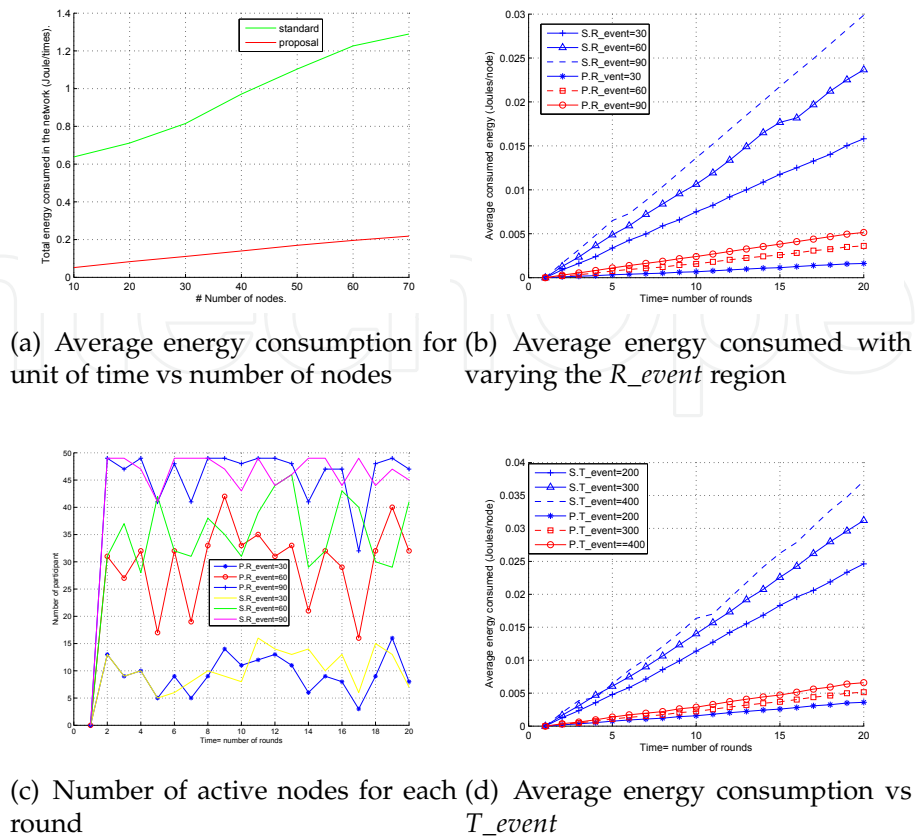 1.4
1.2
1
0.8
0.6
0.4
0.2
0
10 20 30 40 50 60 70
Total energy consumed in the network (Joule/times).
# Number of nodes.
standard
proposal
(a) Average energy consumption for
unit of time vs number of nodes
0.03
0.025
0.02
0.015
0.01
0.005
0
0 5 10 15 20
Average consumed energy (Joules/node)
Time= number of rounds
S.R_event=30
S.R_event=60
S.R_event=90
P.R_vent=30
P.R_event=60
P.R_event=90
(b) Average energy consumed with
varying the R_event region
50
45
40
35
30
25
20
15
10
5
0
0 2 4 6 8 10 12 14 16 18 20
Number of participant
Time= number of rounds
P.R_event=30
P.R_event=60
P.R_event=90
S.R_event=30
S.R_event=60
S.R_event=90
(c) Number of active nodes for each
round
0.04
0.035
0.03
0.025
0.02
0.015
0.01
0.005
0
0 5 10 15 20
Average energy consumed (Joules/node)
Time= number of rounds
S.T_event=200
S.T_event=300
S.T_event=400
P.T_event=200
P.T_event=300
P.T_event==400
(d) Average energy consumption vs
T_event